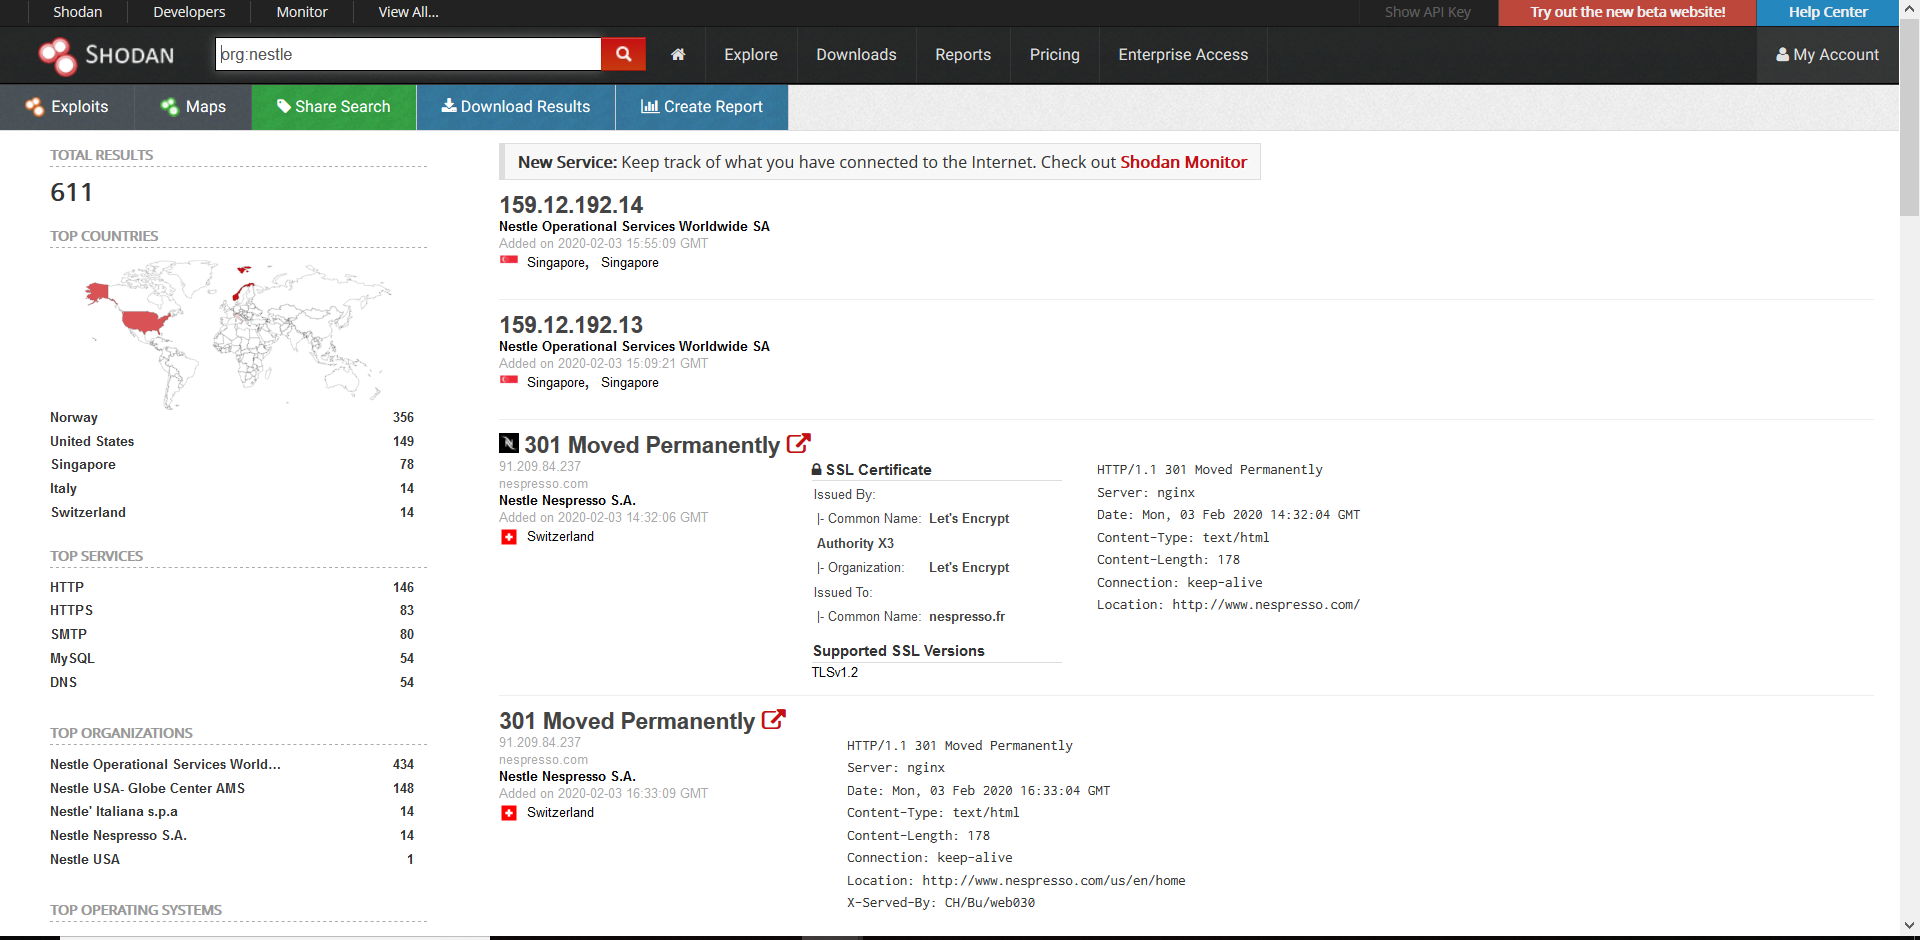 Shodan Developers Monitor View All... Show API Key Try out the new beta website! Help Center
SHODAN org:nestle Explore Downloads Reports Pricing Enterprise Access My Account
Exploits Maps Share Search Download Results Create Report
TOTAL RESULTS
611
TOP COUNTRIES
Norway 356
United States 149
Singapore 78
Italy 14
Switzerland 14
TOP SERVICES
HTTP 146
HTTPS 83
SMTP 80
MySQL 54
DNS 54
TOP ORGANIZATIONS
Nestle Operational Services World... 434
Nestle USA- Globe Center AMS 148
Nestle' Italiana s.p.a 14
Nestle Nespresso S.A. 14
Nestle USA 1
TOP OPERATING SYSTEMS
New Service: Keep track of what you have connected to the Internet. Check out Shodan Monitor
159.12.192.14
Nestle Operational Services Worldwide SA
Added on 2020-02-03 15:55:09 GMT
Singapore, Singapore
159.12.192.13
Nestle Operational Services Worldwide SA
Added on 2020-02-03 15:09:21 GMT
Singapore, Singapore
301 Moved Permanently
91.209.84.237
nespresso.com
Nestle Nespresso S.A.
Added on 2020-02-03 14:32:06 GMT
Switzerland
SSL Certificate
Issued By:
|- Common Name: Let's Encrypt
Authority X3
|- Organization: Let's Encrypt
Issued To:
|- Common Name: nespresso.fr
Supported SSL Versions
TLSv1.2
HTTP/1.1 301 Moved Permanently
Server: nginx
Date: Mon, 03 Feb 2020 14:32:04 GMT
Content-Type: text/html
Content-Length: 178
Connection: keep-alive
Location: http://www.nespresso.com/
301 Moved Permanently
91.209.84.237
nespresso.com
Nestle Nespresso S.A.
Added on 2020-02-03 16:33:09 GMT
Switzerland
HTTP/1.1 301 Moved Permanently
Server: nginx
Date: Mon, 03 Feb 2020 16:33:04 GMT
Content-Type: text/html
Content-Length: 178
Connection: keep-alive
Location: http://www.nespresso.com/us/en/home
X-Served-By: CH/Bu/web030